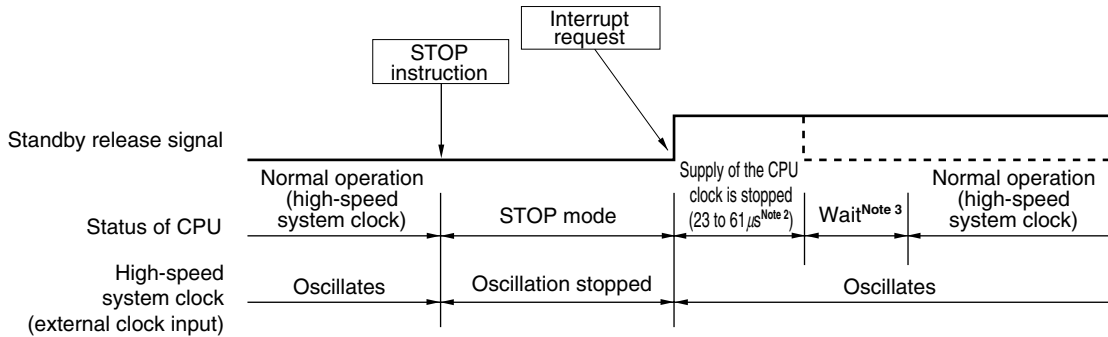 Interrupt
request
STOP
instruction
Standby release signal
Normal operation
(high-speed
system clock)
Supply of the CPU
clock is stopped
(23 to 61 μsNote 2)
Normal operation
(high-speed
system clock)
Status of CPU
STOP mode
WaitNote 3
High-speed
system clock
(external clock input)
Oscillates
Oscillation stopped
Oscillates